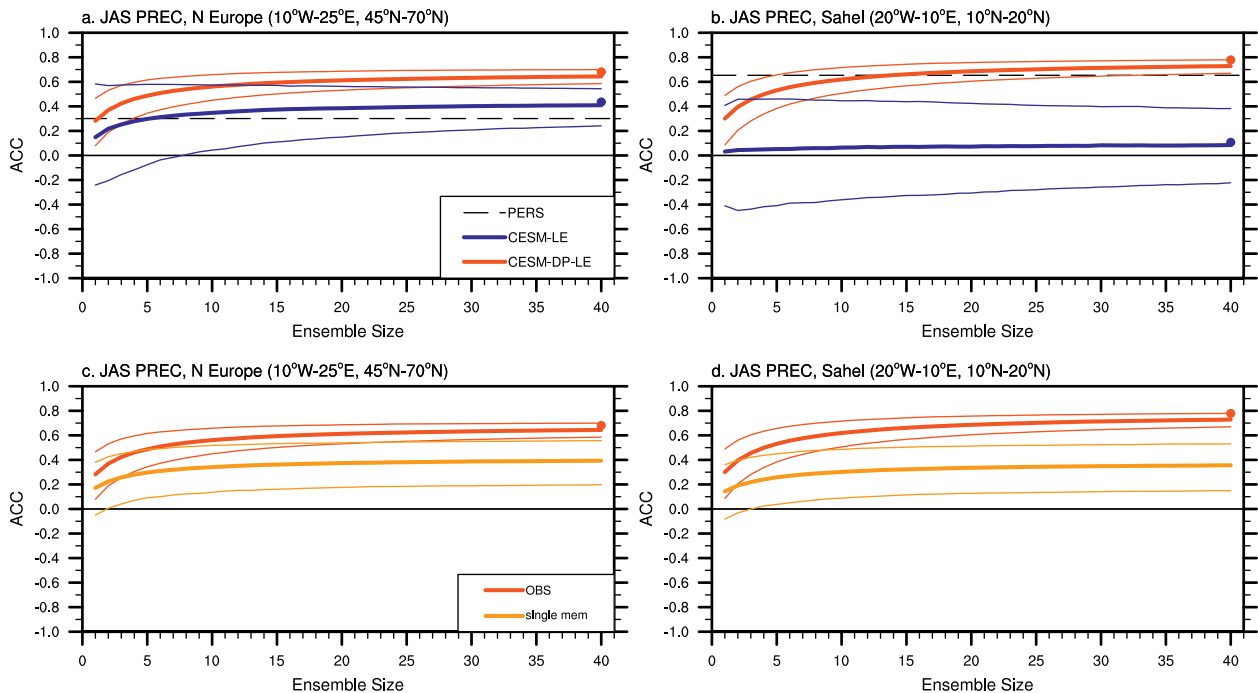 a. JAS PREC, N Europe (10°W-25°E, 45°N-70°N)
1.0
0.8
0.6
0.4
0.2
0.0
-0.2
-0.4
-0.6
-0.8
-1.0
ACC
PERS
CESM-LE
CESM-DP-LE
0 5 10 15 20 25 30 35 40
Ensemble Size
b. JAS PREC, Sahel (20°W-10°E, 10°N-20°N)
1.0
0.8
0.6
0.4
0.2
0.0
-0.2
-0.4
-0.6
-0.8
-1.0
ACC
0 5 10 15 20 25 30 35 40
Ensemble Size
c. JAS PREC, N Europe (10°W-25°E, 45°N-70°N)
1.0
0.8
0.6
0.4
0.2
0.0
-0.2
-0.4
-0.6
-0.8
-1.0
ACC
OBS
single mem
0 5 10 15 20 25 30 35 40
Ensemble Size
d. JAS PREC, Sahel (20°W-10°E, 10°N-20°N)
1.0
0.8
0.6
0.4
0.2
0.0
-0.2
-0.4
-0.6
-0.8
-1.0
ACC
0 5 10 15 20 25 30 35 40
Ensemble Size